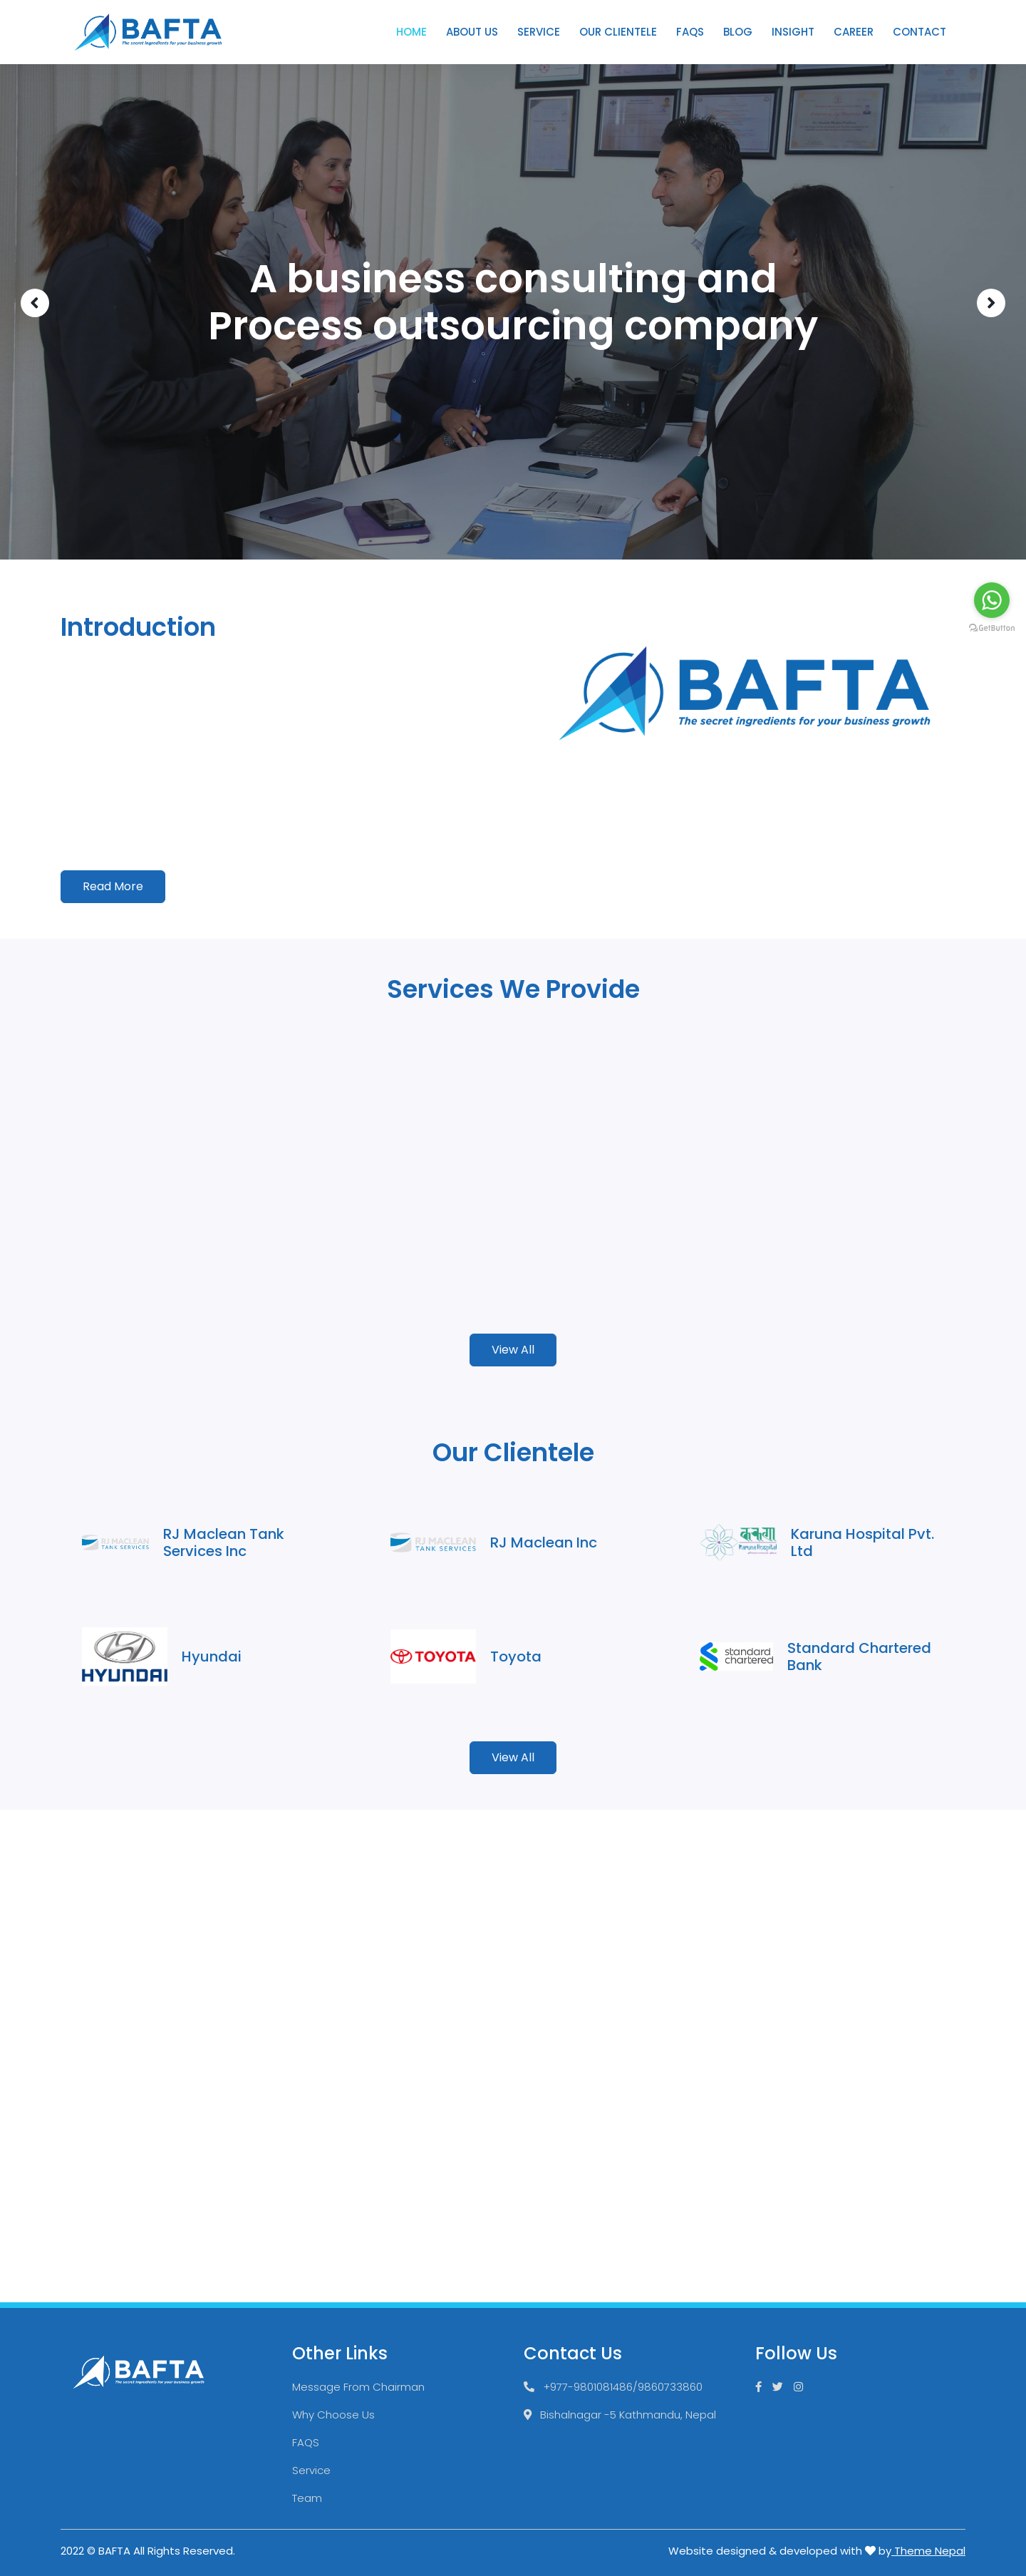 BAFTA
The secret ingredients for your business growth
HOME ABOUT US SERVICE OUR CLIENTELE FAQS BLOG INSIGHT CAREER CONTACT
A business consulting and
Process outsourcing company
GetButton
Introduction
BAFTA
The secret ingredients for your business growth
Read More
Services We Provide
View All
Our Clientele
RJ MACLEAN
TANK SERVICES
RJ Maclean Tank
Services Inc
RJ MACLEAN
TANK SERVICES
RJ Maclean Inc
करुणा
Karuna Hospital
Karuna Hospital Pvt.
Ltd
HYUNDAI
Hyundai
TOYOTA
Toyota
standard
chartered
Standard Chartered
Bank
View All
BAFTA
The secret ingredients for your business growth
Other Links
Message From Chairman
Why Choose Us
FAQS
Service
Team
Contact Us
+977-9801081486/9860733860
Bishalnagar -5 Kathmandu, Nepal
Follow Us
2022 © BAFTA All Rights Reserved.
Website designed & developed with by Theme Nepal